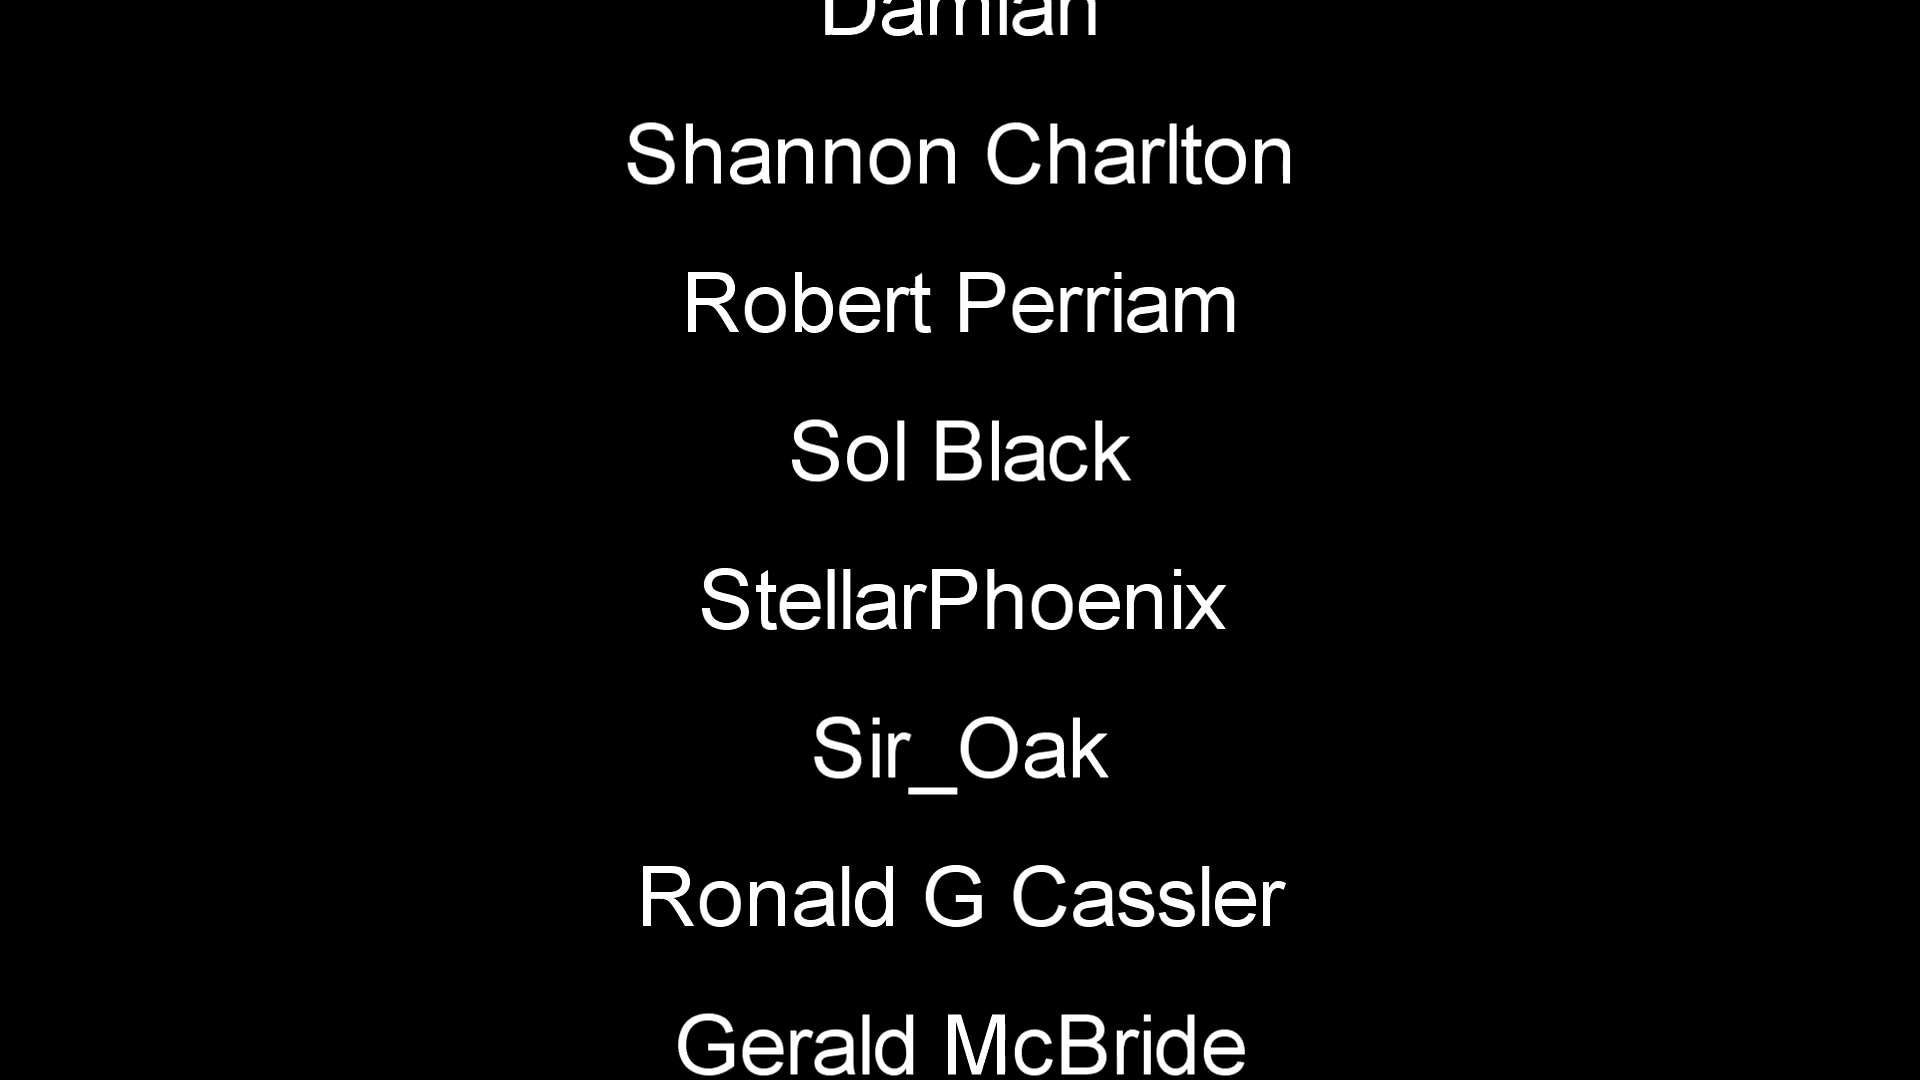 Damian
Shannon Charlton
Robert Perriam
Sol Black
StellarPhoenix
Sir_Oak
Ronald G Cassler
Gerald McBride